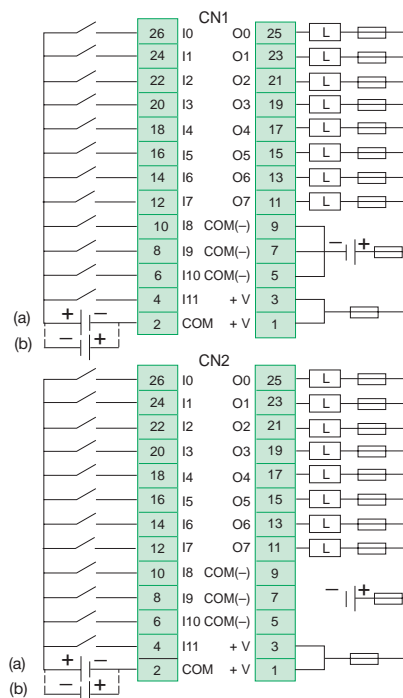 CN1
26 I0 O0 25 L
24 I1 O1 23 L
22 I2 O2 21 L
20 I3 O3 19 L
18 I4 O4 17 L
16 I5 O5 15 L
14 I6 O6 13 L
12 I7 O7 11 L
10 I8 COM(–) 9
8 I9 COM(–) 7 – +
6 I10 COM(–) 5
4 I11 + V 3
(a) + – 2 COM + V 1
(b) – +
CN2
26 I0 O0 25 L
24 I1 O1 23 L
22 I2 O2 21 L
20 I3 O3 19 L
18 I4 O4 17 L
16 I5 O5 15 L
14 I6 O6 13 L
12 I7 O7 11 L
10 I8 COM(–) 9
8 I9 COM(–) 7 – +
6 I10 COM(–) 5
4 I11 + V 3
(a) + – 2 COM + V 1
(b) – +